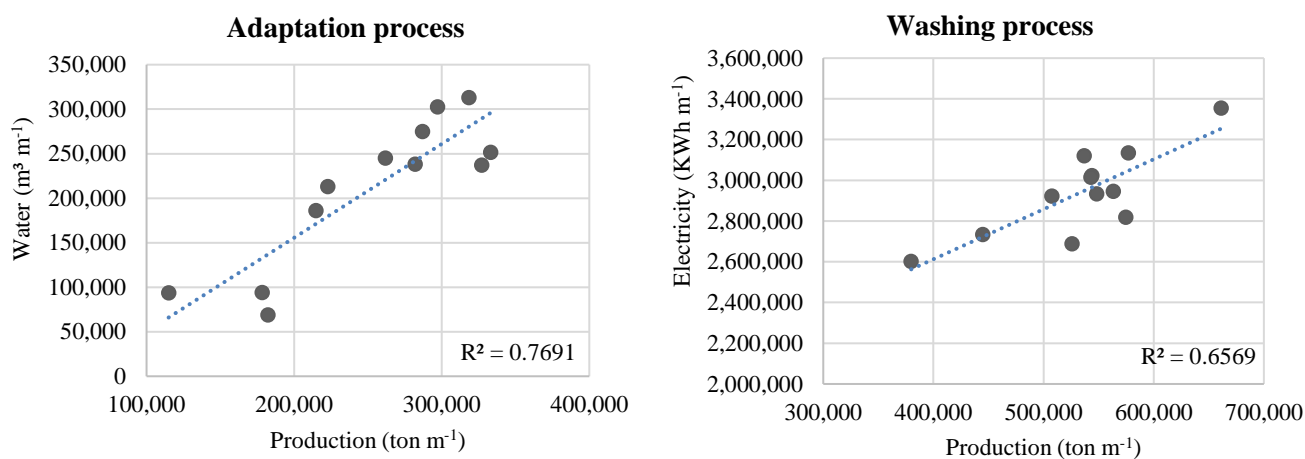 Adaptation process
Water (m³ m⁻¹)
350,000
300,000
250,000
200,000
150,000
100,000
50,000
0
R² = 0.7691
100,000 200,000 300,000 400,000
Production (ton m⁻¹)
Washing process
Electricity (KWh m⁻¹)
3,600,000
3,400,000
3,200,000
3,000,000
2,800,000
2,600,000
2,400,000
2,200,000
2,000,000
R² = 0.6569
300,000 400,000 500,000 600,000 700,000
Production (ton m⁻¹)